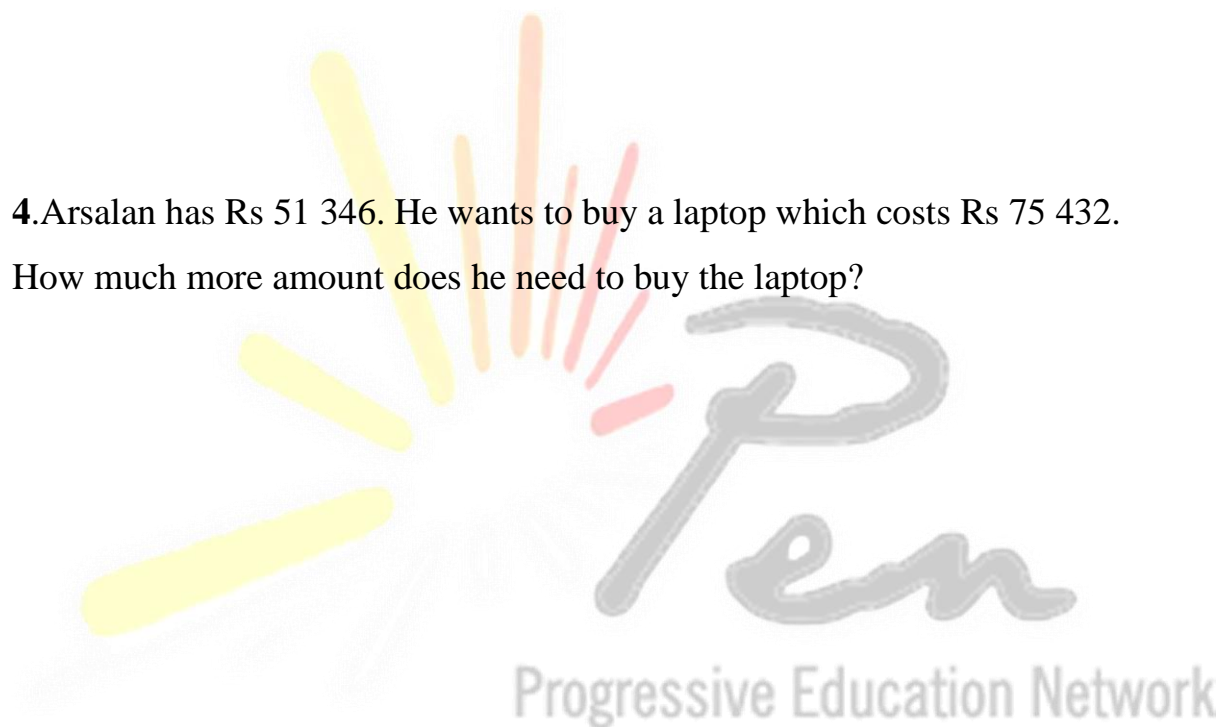 4.Arsalan has Rs 51 346. He wants to buy a laptop which costs Rs 75 432.
How much more amount does he need to buy the laptop?
Pen
Progressive Education Network